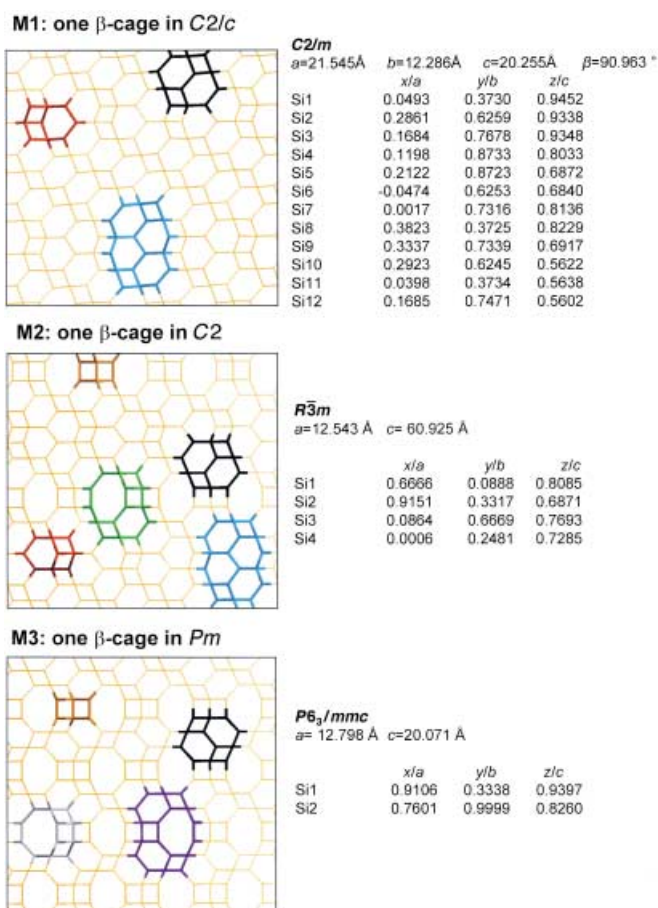 M1: one β-cage in C2/c
C2/m
a=21.545Å b=12.286Å c=20.255Å β=90.963 °
x/a y/b z/c
Si1 0.0493 0.3730 0.9452
Si2 0.2861 0.6259 0.9338
Si3 0.1684 0.7678 0.9348
Si4 0.1198 0.8733 0.8033
Si5 0.2122 0.8723 0.6872
Si6 -0.0474 0.6253 0.6840
Si7 0.0017 0.7316 0.8136
Si8 0.3823 0.3725 0.8229
Si9 0.3337 0.7339 0.6917
Si10 0.2923 0.6245 0.5622
Si11 0.0398 0.3734 0.5638
Si12 0.1685 0.7471 0.5602
M2: one β-cage in C2
R3̅m
a=12.543 Å c= 60.925 Å
x/a y/b z/c
Si1 0.6666 0.0888 0.8085
Si2 0.9151 0.3317 0.6871
Si3 0.0864 0.6669 0.7693
Si4 0.0006 0.2481 0.7285
M3: one β-cage in Pm
P6₃/mmc
a= 12.798 Å c=20.071 Å
x/a y/b z/c
Si1 0.9106 0.3338 0.9397
Si2 0.7601 0.9999 0.8260